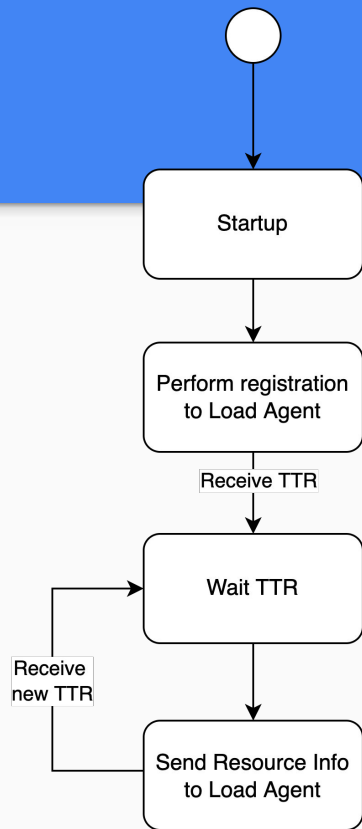 Startup
Perform registration
to Load Agent
Receive TTR
Wait TTR
Receive
new TTR
Send Resource Info
to Load Agent